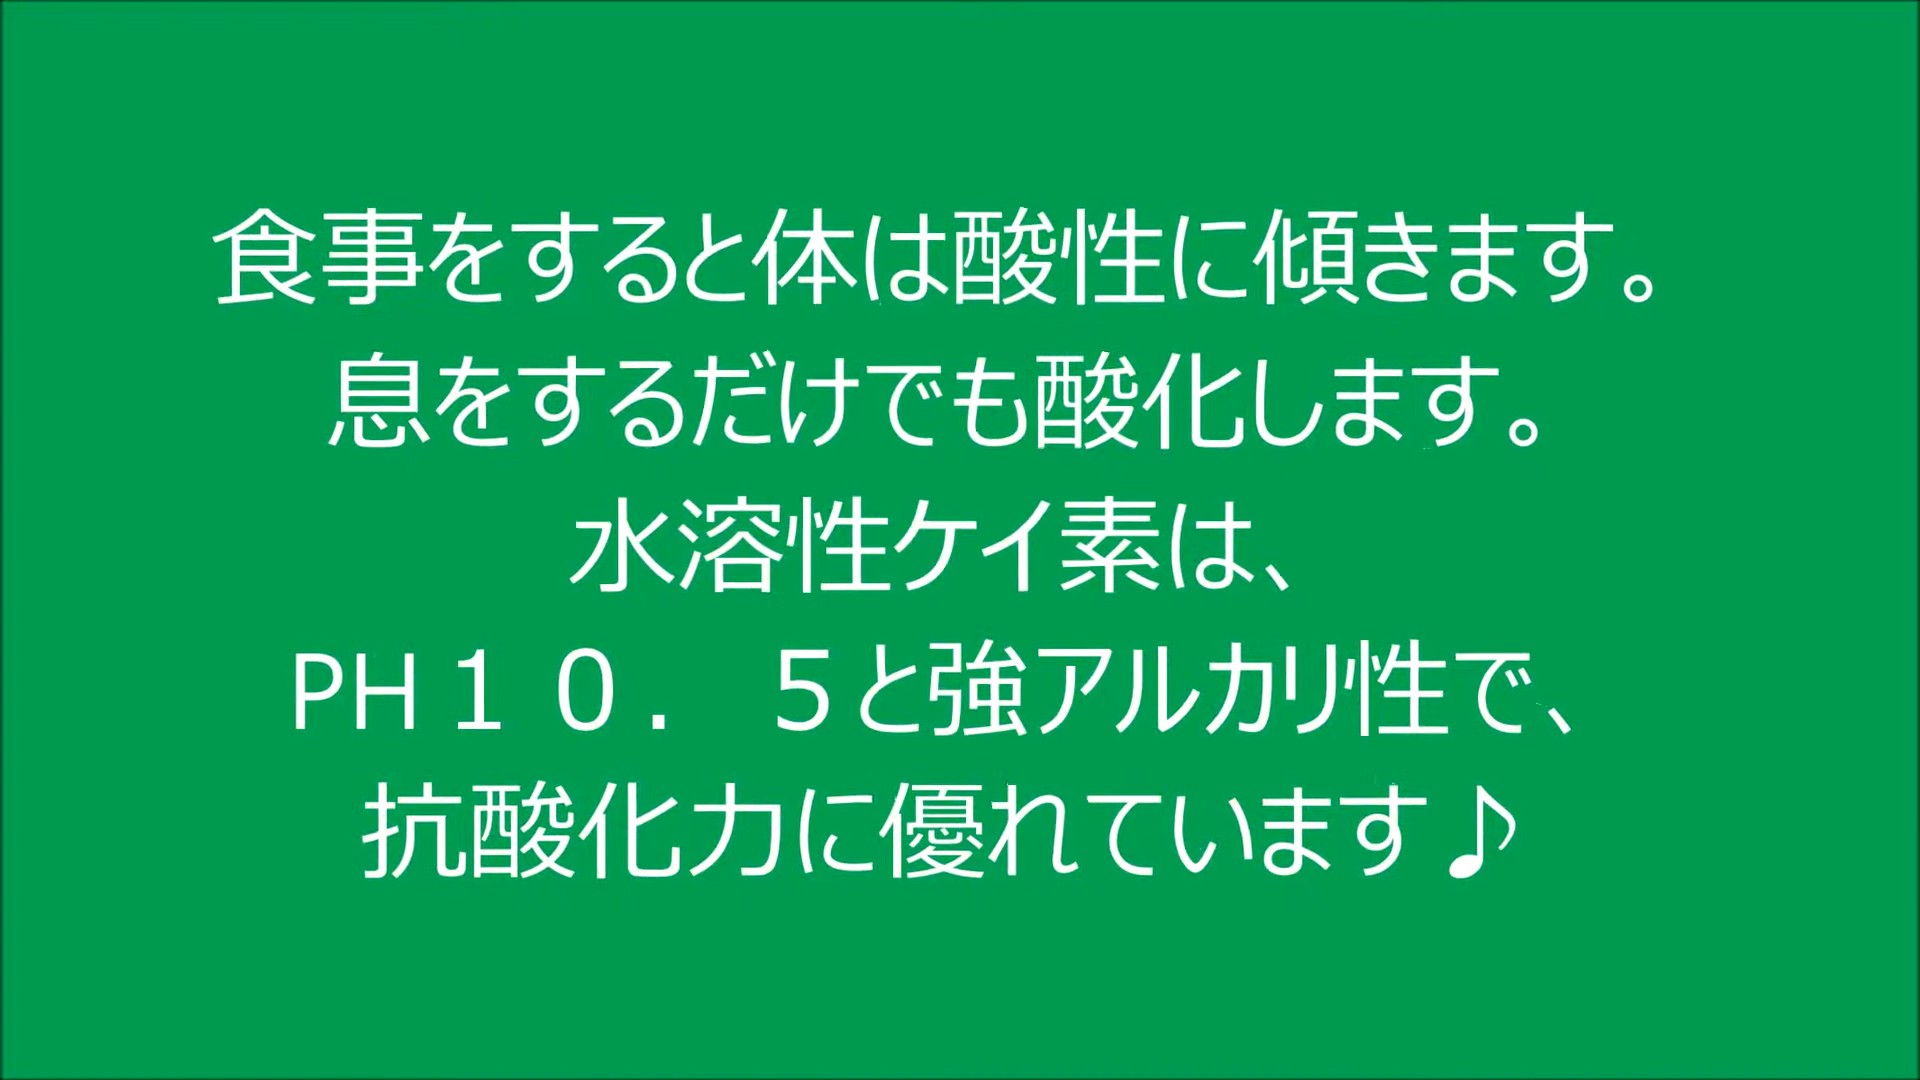 食事をすると体は酸性に傾きます。
息をするだけでも酸化します。
水溶性ケイ素は、
PH１０．５と強アルカリ性で、
抗酸化力に優れています♪